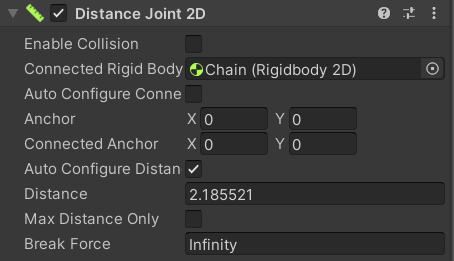 Distance Joint 2D
Enable Collision
Connected Rigid Body Chain (Rigidbody 2D)
Auto Configure Conne
Anchor X 0 Y 0
Connected Anchor X 0 Y 0
Auto Configure Distan
Distance 2.185521
Max Distance Only
Break Force Infinity